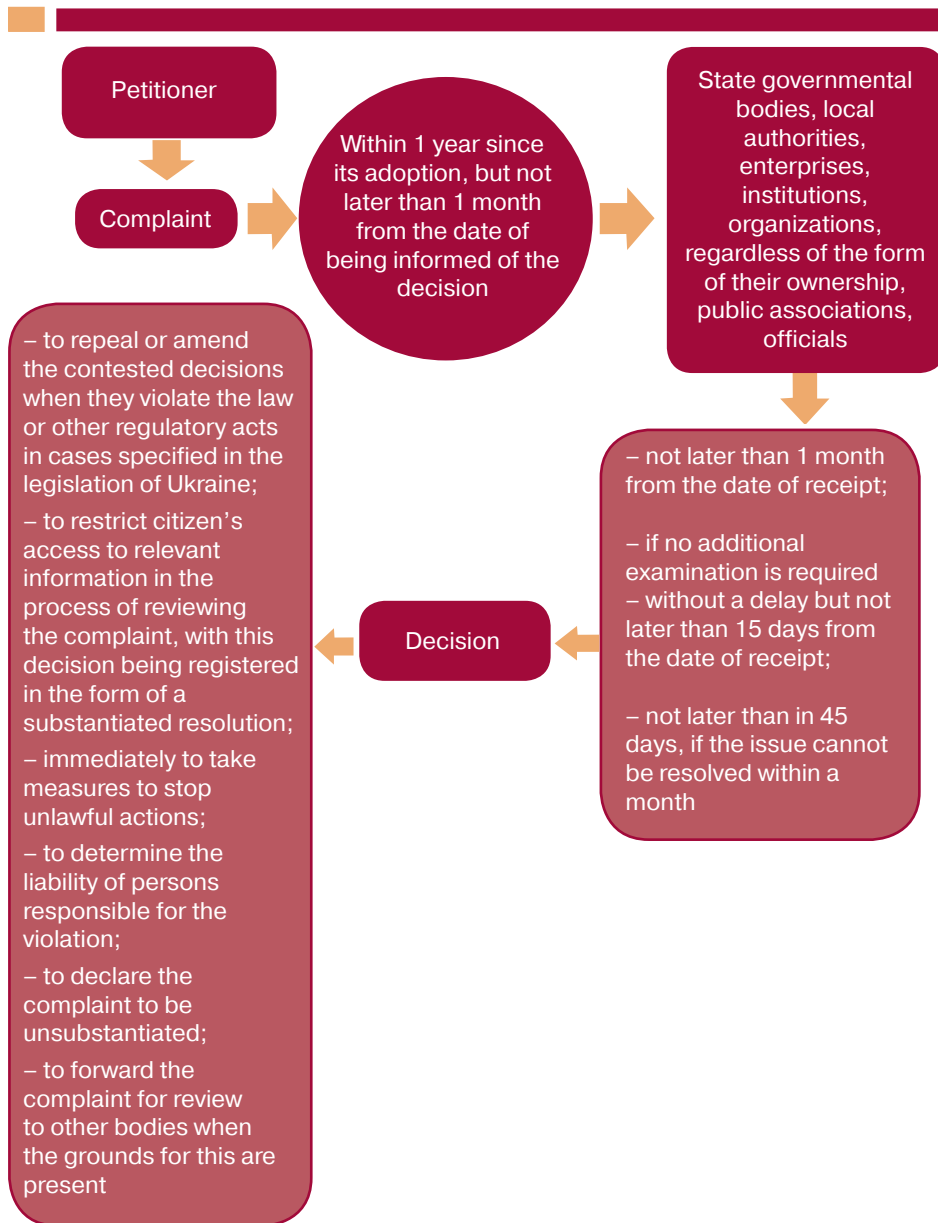 Petitioner
Complaint
Within 1 year since
its adoption, but not
later than 1 month
from the date of
being informed of the
decision
State governmental
bodies, local
authorities,
enterprises,
institutions,
organizations,
regardless of the form
of their ownership,
public associations,
officials
– not later than 1 month
from the date of receipt;
– if no additional
examination is required
– without a delay but not
later than 15 days from
the date of receipt;
– not later than in 45
days, if the issue cannot
be resolved within a
month
Decision
– to repeal or amend
the contested decisions
when they violate the law
or other regulatory acts
in cases specified in the
legislation of Ukraine;
– to restrict citizen’s
access to relevant
information in the
process of reviewing
the complaint, with this
decision being registered
in the form of a
substantiated resolution;
– immediately to take
measures to stop
unlawful actions;
– to determine the
liability of persons
responsible for the
violation;
– to declare the
complaint to be
unsubstantiated;
– to forward the
complaint for review
to other bodies when
the grounds for this are
present